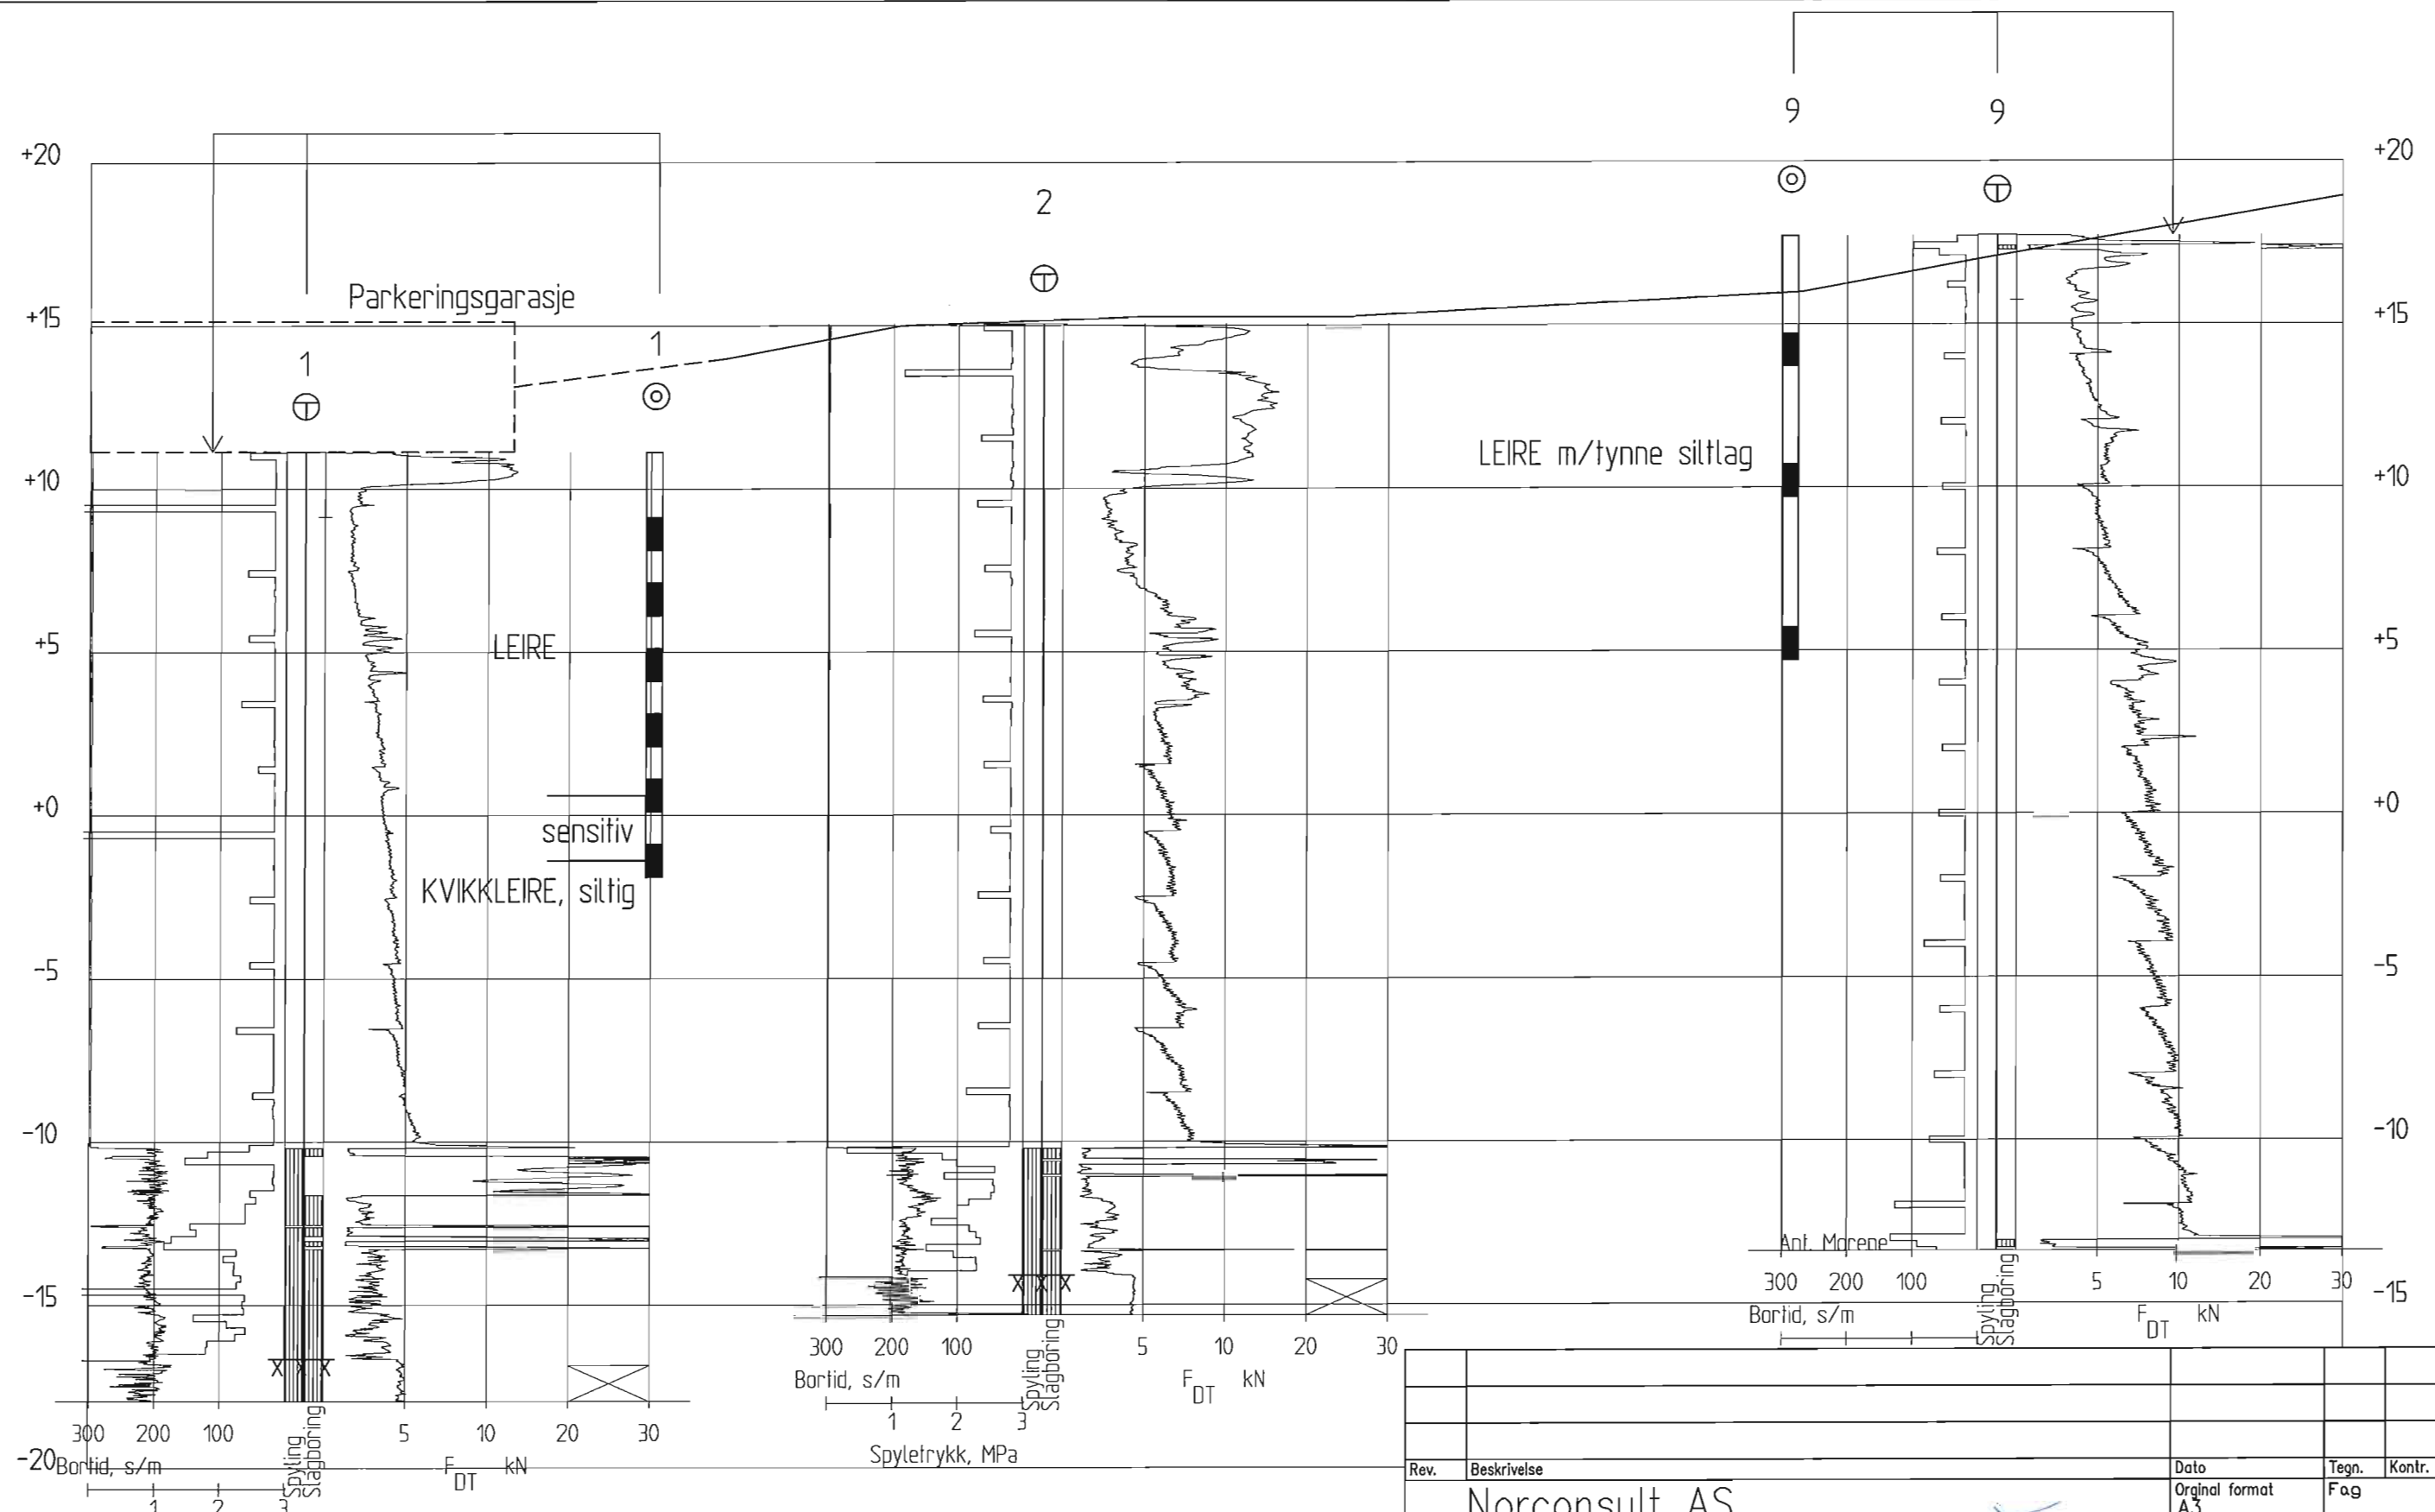 9 9
+20 +20
2
Parkeringsgarasje
+15 +15
1 1
LEIRE m/tynne siltlag
+10 +10
LEIRE
+5 +5
+0 +0
sensitiv
KVIKKLEIRE, siltig
-5 -5
-10 -10
Ant. Morene
-15 -15
300 200 100 5 10 20 30
Bortid, s/m Spyling Slagboring F DT kN
300 200 100 5 10 20 30
Bortid, s/m Spyling Slagboring F DT kN
1 2 3
Spyletrykk, MPa
300 200 100 5 10 20 30
-20
Bortid, s/m Spyling Slagboring F DT kN
1 2 3
Rev. Beskrivelse Dato Tegn. Kontr.
Norconsult AS
Orginal format
A3
Fag